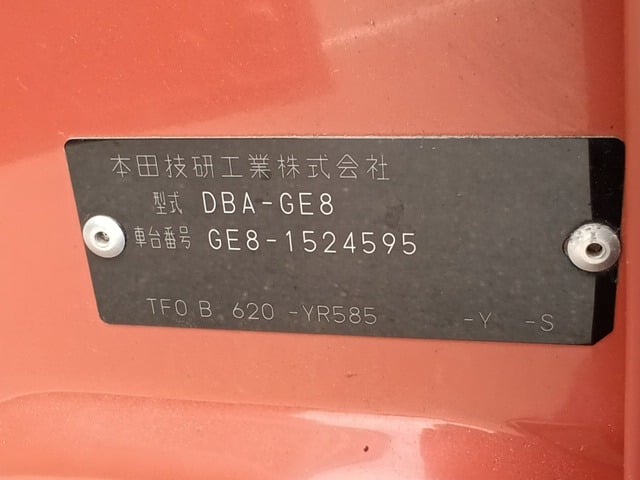 本田技研工業株式会社
型式 DBA-GE8
車台番号 GE8-1524595
TFO B 620 -YR585 -Y -S